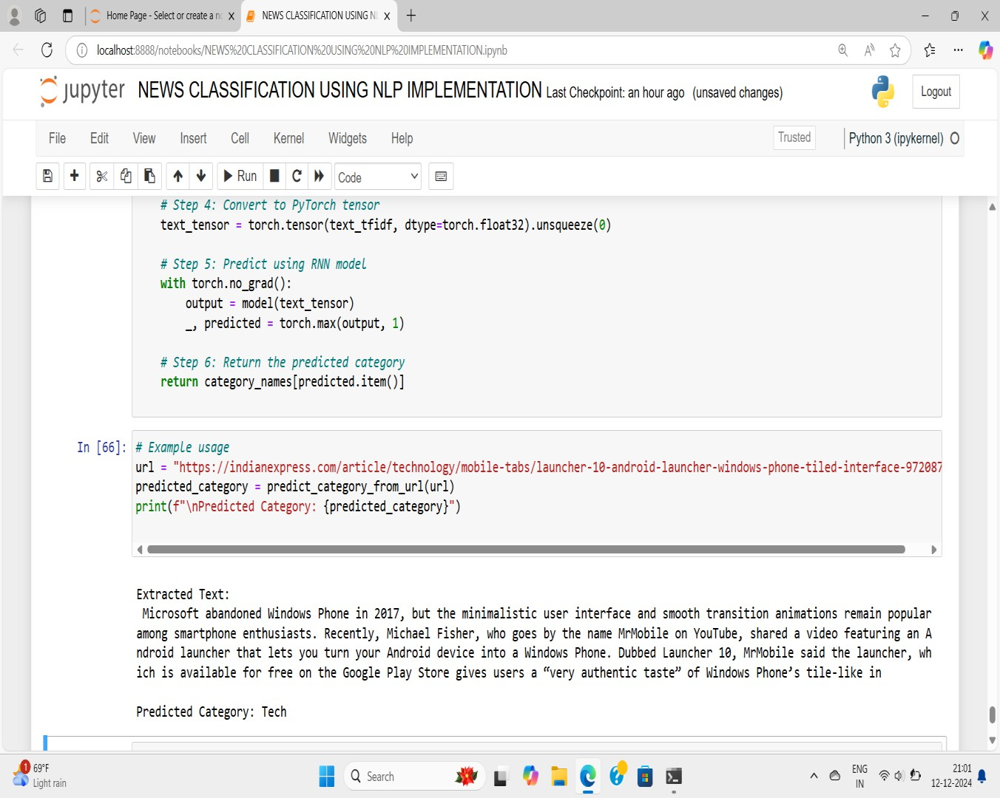 Home Page - Select or create a n
NEWS CLASSIFICATION USING N
localhost:8888/notebooks/NEWS%20CLASSIFICATION%20USING%20NLP%20IMPLEMENTATION.ipynb
jupyter NEWS CLASSIFICATION USING NLP IMPLEMENTATION Last Checkpoint: an hour ago (unsaved changes)
Logout
File Edit View Insert Cell Kernel Widgets Help
Trusted
Python 3 (ipykernel)
Run
Code
# Step 4: Convert to PyTorch tensor
text_tensor = torch.tensor(text_tfidf, dtype=torch.float32).unsqueeze(0)
# Step 5: Predict using RNN model
with torch.no_grad():
output = model(text_tensor)
_, predicted = torch.max(output, 1)
# Step 6: Return the predicted category
return category_names[predicted.item()]
In [66]: # Example usage
url = "https://indianexpress.com/article/technology/mobile-tabs/launcher-10-android-launcher-windows-phone-tiled-interface-972087
predicted_category = predict_category_from_url(url)
print(f"\nPredicted Category: {predicted_category}")
Extracted Text:
Microsoft abandoned Windows Phone in 2017, but the minimalistic user interface and smooth transition animations remain popular
among smartphone enthusiasts. Recently, Michael Fisher, who goes by the name MrMobile on YouTube, shared a video featuring an A
ndroid launcher that lets you turn your Android device into a Windows Phone. Dubbed Launcher 10, MrMobile said the launcher, wh
ich is available for free on the Google Play Store gives users a “very authentic taste” of Windows Phone’s tile-like in
Predicted Category: Tech
1
69°F
Light rain
Search
ENG
IN
21:01
12-12-2024